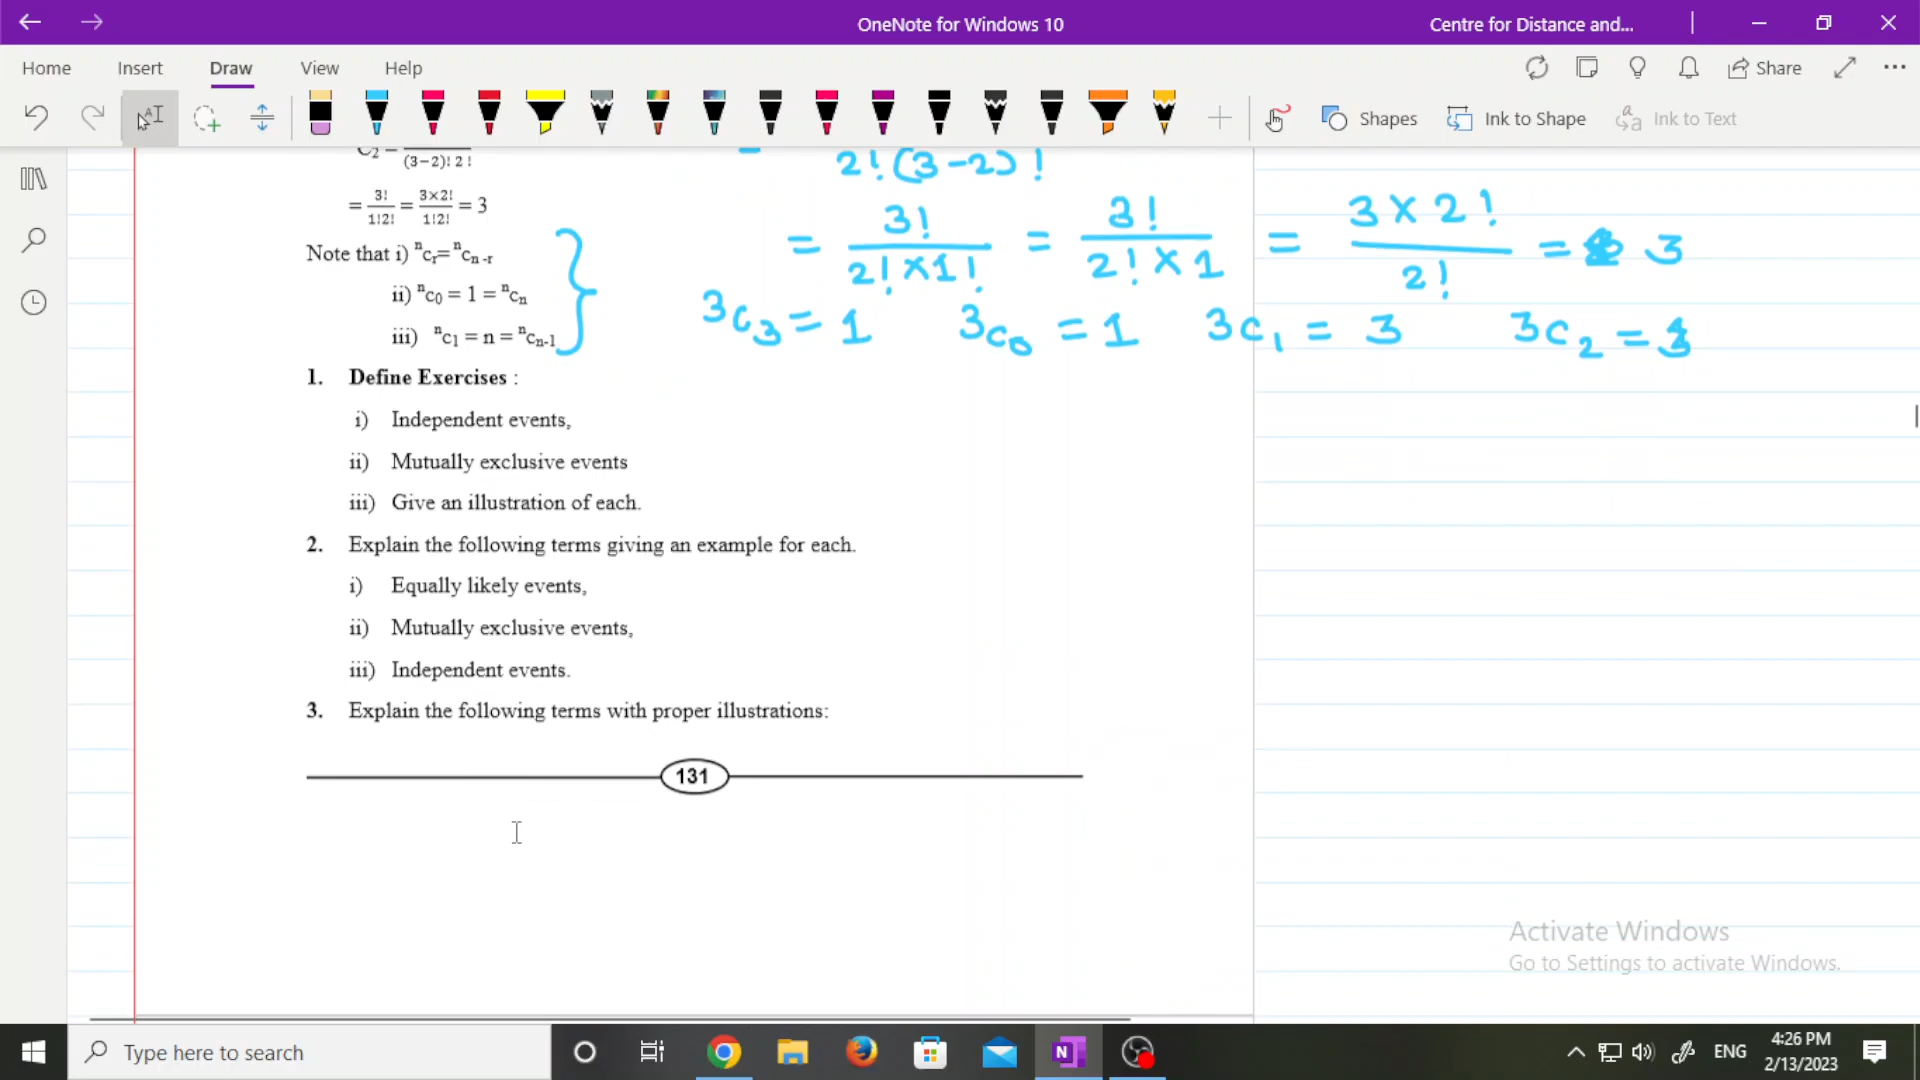 OneNote for Windows 10
Centre for Distance and...
Home Insert Draw View Help
Share
Shapes Ink to Shape Ink to Text
(3−2)! 2 !
= 3!/1!2! = 3×2!/1!2! = 3
Note that i) ⁿcᵣ=ⁿcₙ₋ᵣ
ii) ⁿc₀ = 1 = ⁿcₙ
iii) ⁿc₁ = n = ⁿcₙ₋₁
2!(3-2)!
= 3!/2!×1! = 3!/2!×1 = 3×2!/2! = 3
3c₃ = 1 3c₀ = 1 3c₁ = 3 3c₂ =
1. Define Exercises :
i) Independent events,
ii) Mutually exclusive events
iii) Give an illustration of each.
2. Explain the following terms giving an example for each.
i) Equally likely events,
ii) Mutually exclusive events,
iii) Independent events.
3. Explain the following terms with proper illustrations:
131
Activate Windows
Go to Settings to activate Windows.
Type here to search
ENG
4:26 PM
2/13/2023